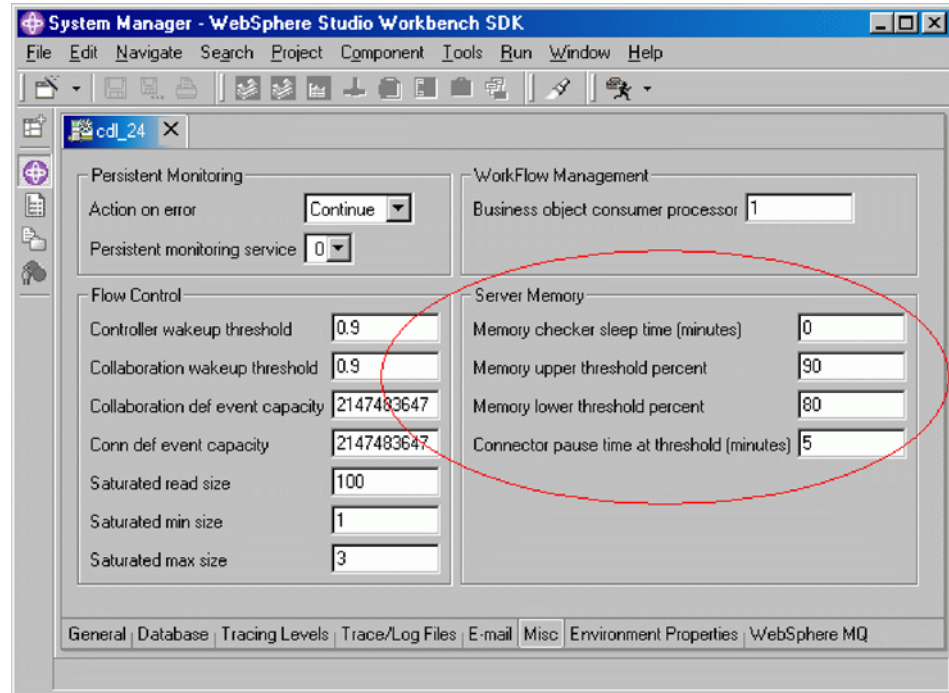 System Manager - WebSphere Studio Workbench SDK
File Edit Navigate Search Project Component Tools Run Window Help
cdl_24
Persistent Monitoring
Action on error Continue
Persistent monitoring service 0
WorkFlow Management
Business object consumer processor 1
Flow Control
Controller wakeup threshold 0.9
Collaboration wakeup threshold 0.9
Collaboration def event capacity 2147483647
Conn def event capacity 2147483647
Saturated read size 100
Saturated min size 1
Saturated max size 3
Server Memory
Memory checker sleep time (minutes) 0
Memory upper threshold percent 90
Memory lower threshold percent 80
Connector pause time at threshold (minutes) 5
General Database Tracing Levels Trace/Log Files E-mail Misc Environment Properties WebSphere MQ